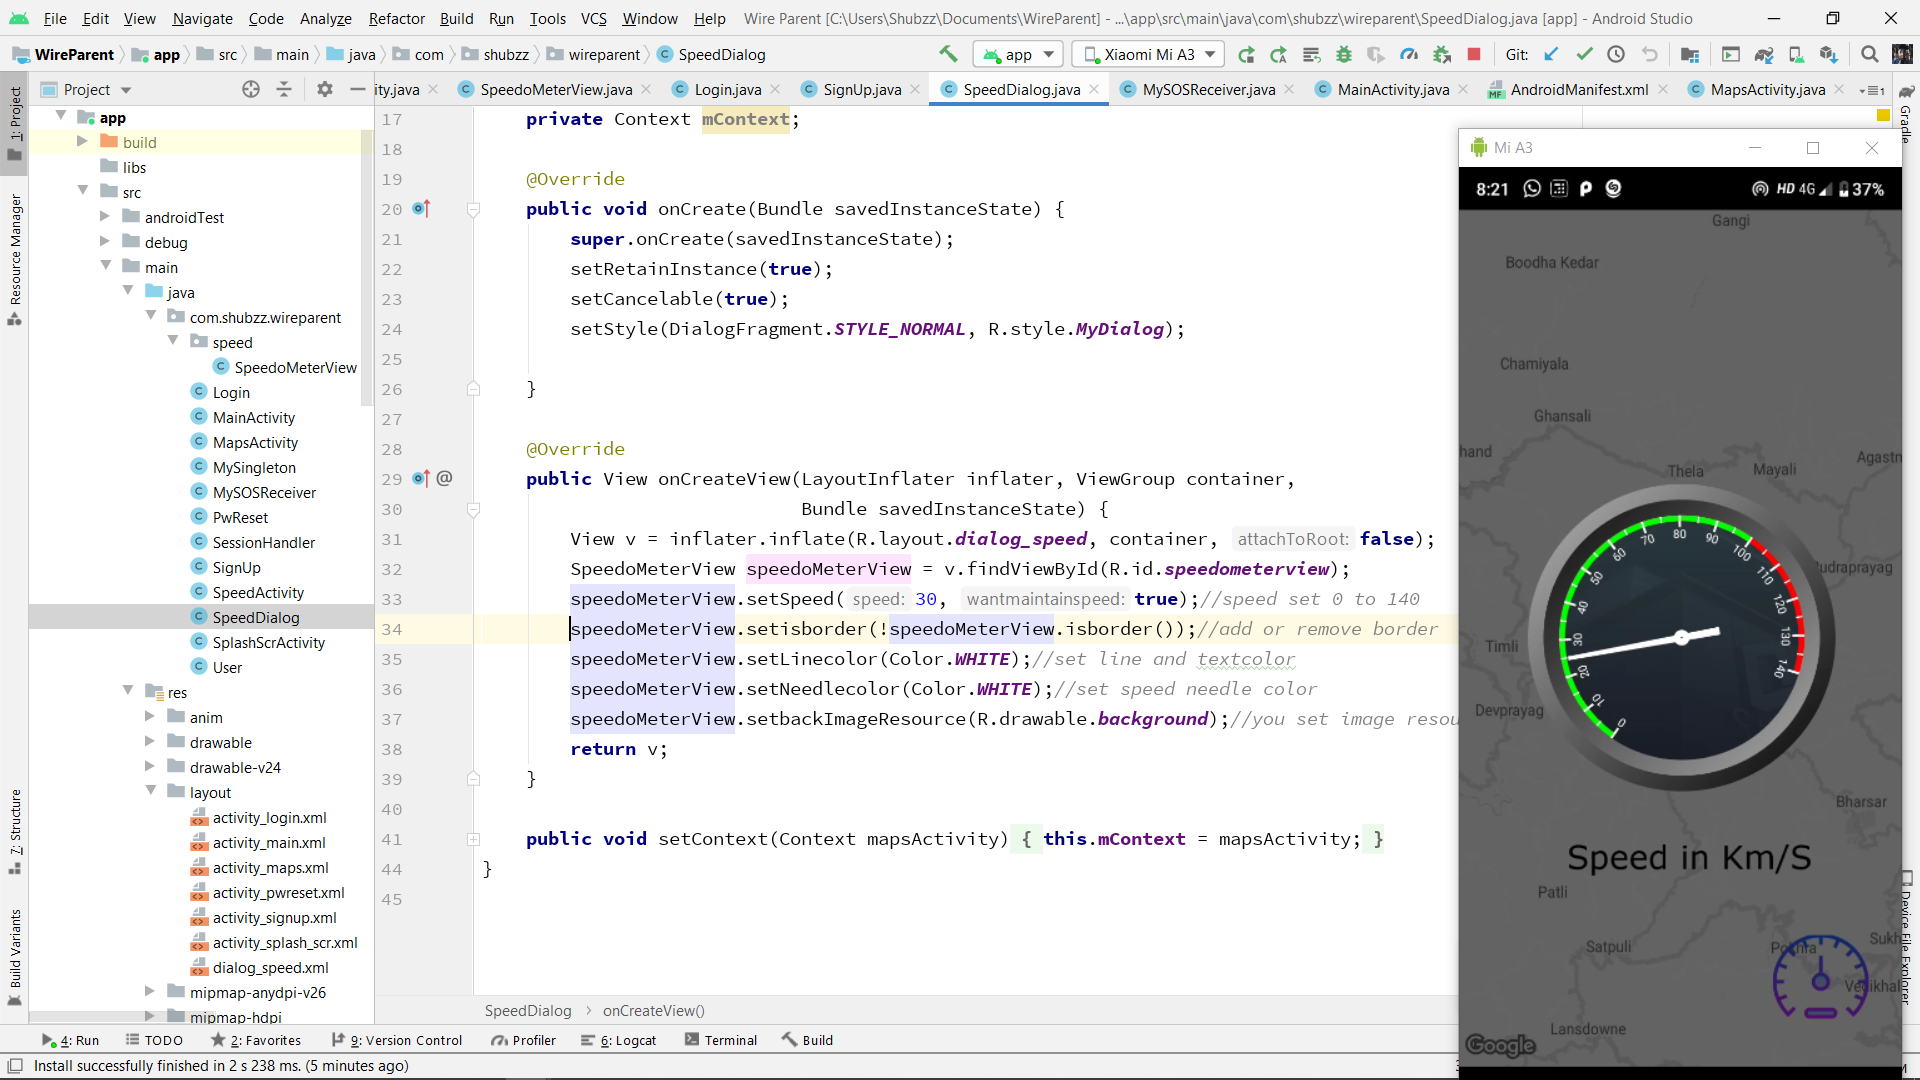 File Edit View Navigate Code Analyze Refactor Build Run Tools VCS Window Help Wire Parent [C:\Users\Shubzz\Documents\WireParent] - ...\app\src\main\java\com\shubzz\wireparent\SpeedDialog.java [app] - Android Studio
WireParent app src main java com shubzz wireparent SpeedDialog app Xiaomi Mi A3 Git:
Project
ity.java SpeedoMeterView.java Login.java SignUp.java SpeedDialog.java MySOSReceiver.java MainActivity.java AndroidManifest.xml MapsActivity.java
1: Project
Resource Manager
7: Structure
Build Variants
app
build
libs
src
androidTest
debug
main
java
com.shubzz.wireparent
speed
SpeedoMeterView
Login
MainActivity
MapsActivity
MySingleton
MySOSReceiver
PwReset
SessionHandler
SignUp
SpeedActivity
SpeedDialog
SplashScrActivity
User
res
anim
drawable
drawable-v24
layout
activity_login.xml
activity_main.xml
activity_maps.xml
activity_pwreset.xml
activity_signup.xml
activity_splash_scr.xml
dialog_speed.xml
mipmap-anydpi-v26
mipmap-hdpi
17 private Context mContext;
18
19 @Override
20 public void onCreate(Bundle savedInstanceState) {
21 super.onCreate(savedInstanceState);
22 setRetainInstance(true);
23 setCancelable(true);
24 setStyle(DialogFragment.STYLE_NORMAL, R.style.MyDialog);
25
26 }
27
28 @Override
29 public View onCreateView(LayoutInflater inflater, ViewGroup container,
30 Bundle savedInstanceState) {
31 View v = inflater.inflate(R.layout.dialog_speed, container, attachToRoot: false);
32 SpeedoMeterView speedoMeterView = v.findViewById(R.id.speedometerview);
33 speedoMeterView.setSpeed( speed: 30, wantmaintainspeed: true);//speed set 0 to 140
34 speedoMeterView.setisborder(!speedoMeterView.isborder());//add or remove border
35 speedoMeterView.setLinecolor(Color.WHITE);//set line and textcolor
36 speedoMeterView.setNeedlecolor(Color.WHITE);//set speed needle color
37 speedoMeterView.setbackImageResource(R.drawable.background);//you set image resou
38 return v;
39 }
40
41 public void setContext(Context mapsActivity) { this.mContext = mapsActivity; }
44 }
45
SpeedDialog onCreateView()
Mi A3
8:21 HD 4G 37%
Gangi
Boodha Kedar
Chamiyala
Ghansali
hand
Thela
Mayali
Agastm
udraprayag
Timli
Devprayag
0 10 20 30 40 50 60 70 80 90 100 110 120 130 140
Bharsar
Speed in Km/S
Patli
Satpuli
Pokhra
Sukh
Vedikhal
Lansdowne
Google
Gradle
Device File Explorer
4: Run TODO 2: Favorites 9: Version Control Profiler 6: Logcat Terminal Build
Install successfully finished in 2 s 238 ms. (5 minutes ago)